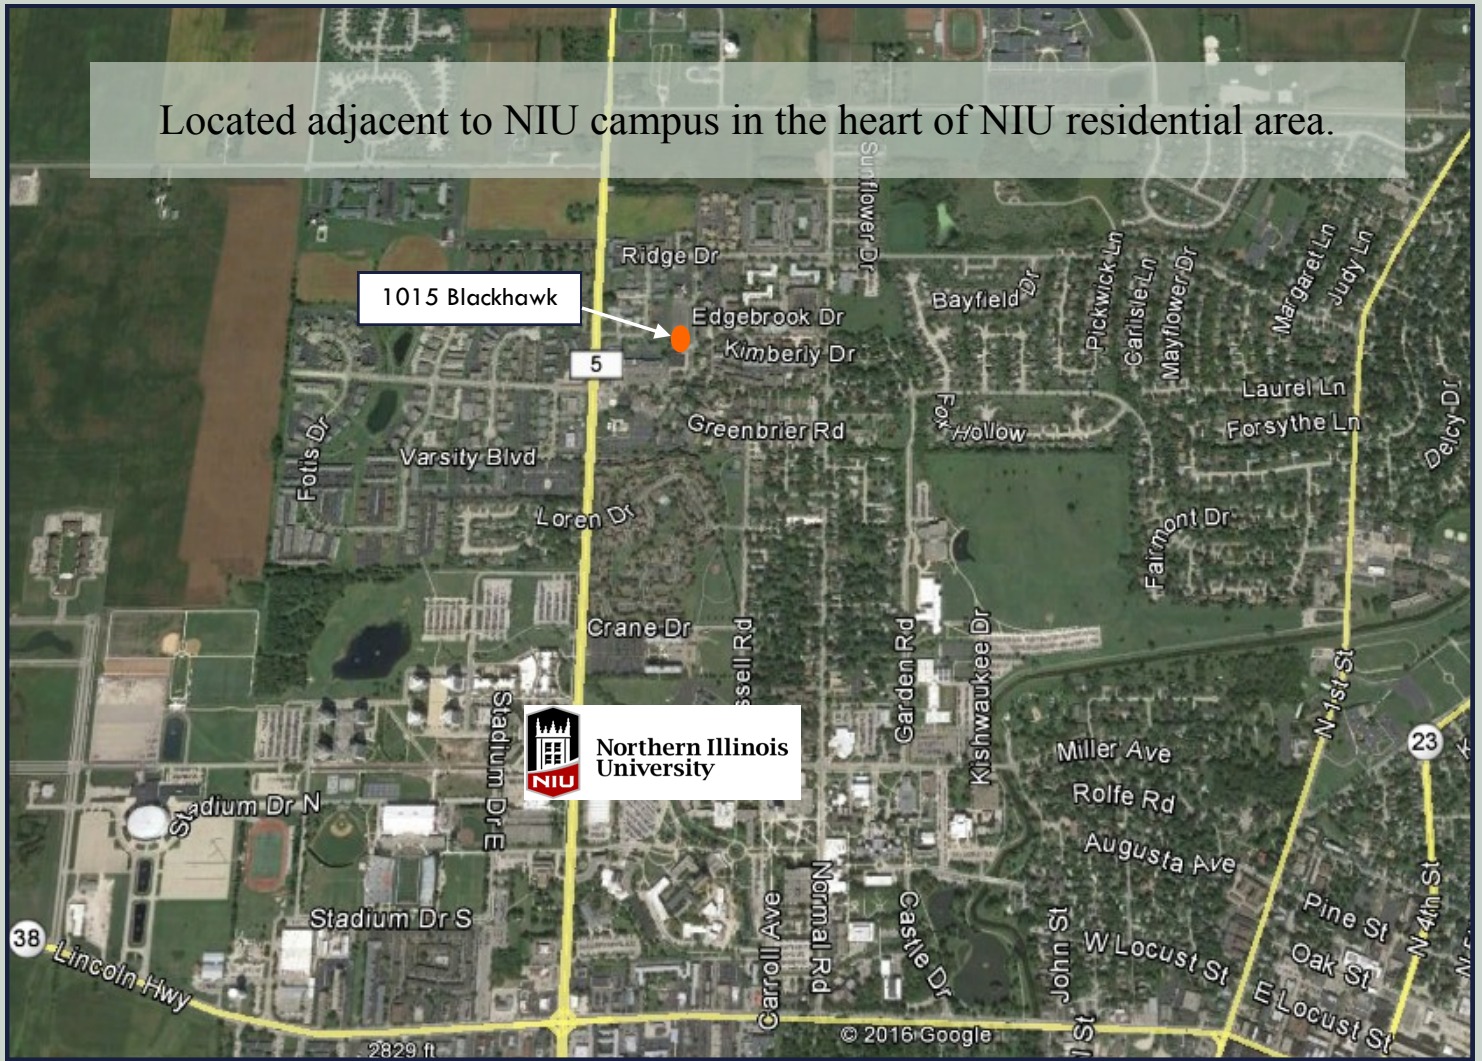 Located adjacent to NIU campus in the heart of NIU residential area.
Sunflower Dr
Ridge Dr
1015 Blackhawk
Edgebrook Dr
Kimberly Dr
Bayfield Dr
Pickwick Ln
Carlisle Ln
Mayflower Dr
Margaret Ln
Judy Ln
5
Laurel Ln
Forsythe Ln
Delcy Dr
Fox Hollow
Greenbrier Rd
Fotis Dr
Varsity Blvd
Loren Dr
Fairmont Dr
Crane Dr
ssell Rd
Garden Rd
Kishwaukee Dr
N 1st St
Stadium Dr E
NIU
Northern Illinois
University
Miller Ave
23
Rolfe Rd
Stadium Dr N
Augusta Ave
Stadium Dr S
Carroll Ave
Normal Rd
Castle Dr
John St
W Locust St
Pine St
Oak St
N 4th St
E Locust St
38
Lincoln Hwy
2829 ft
© 2016 Google